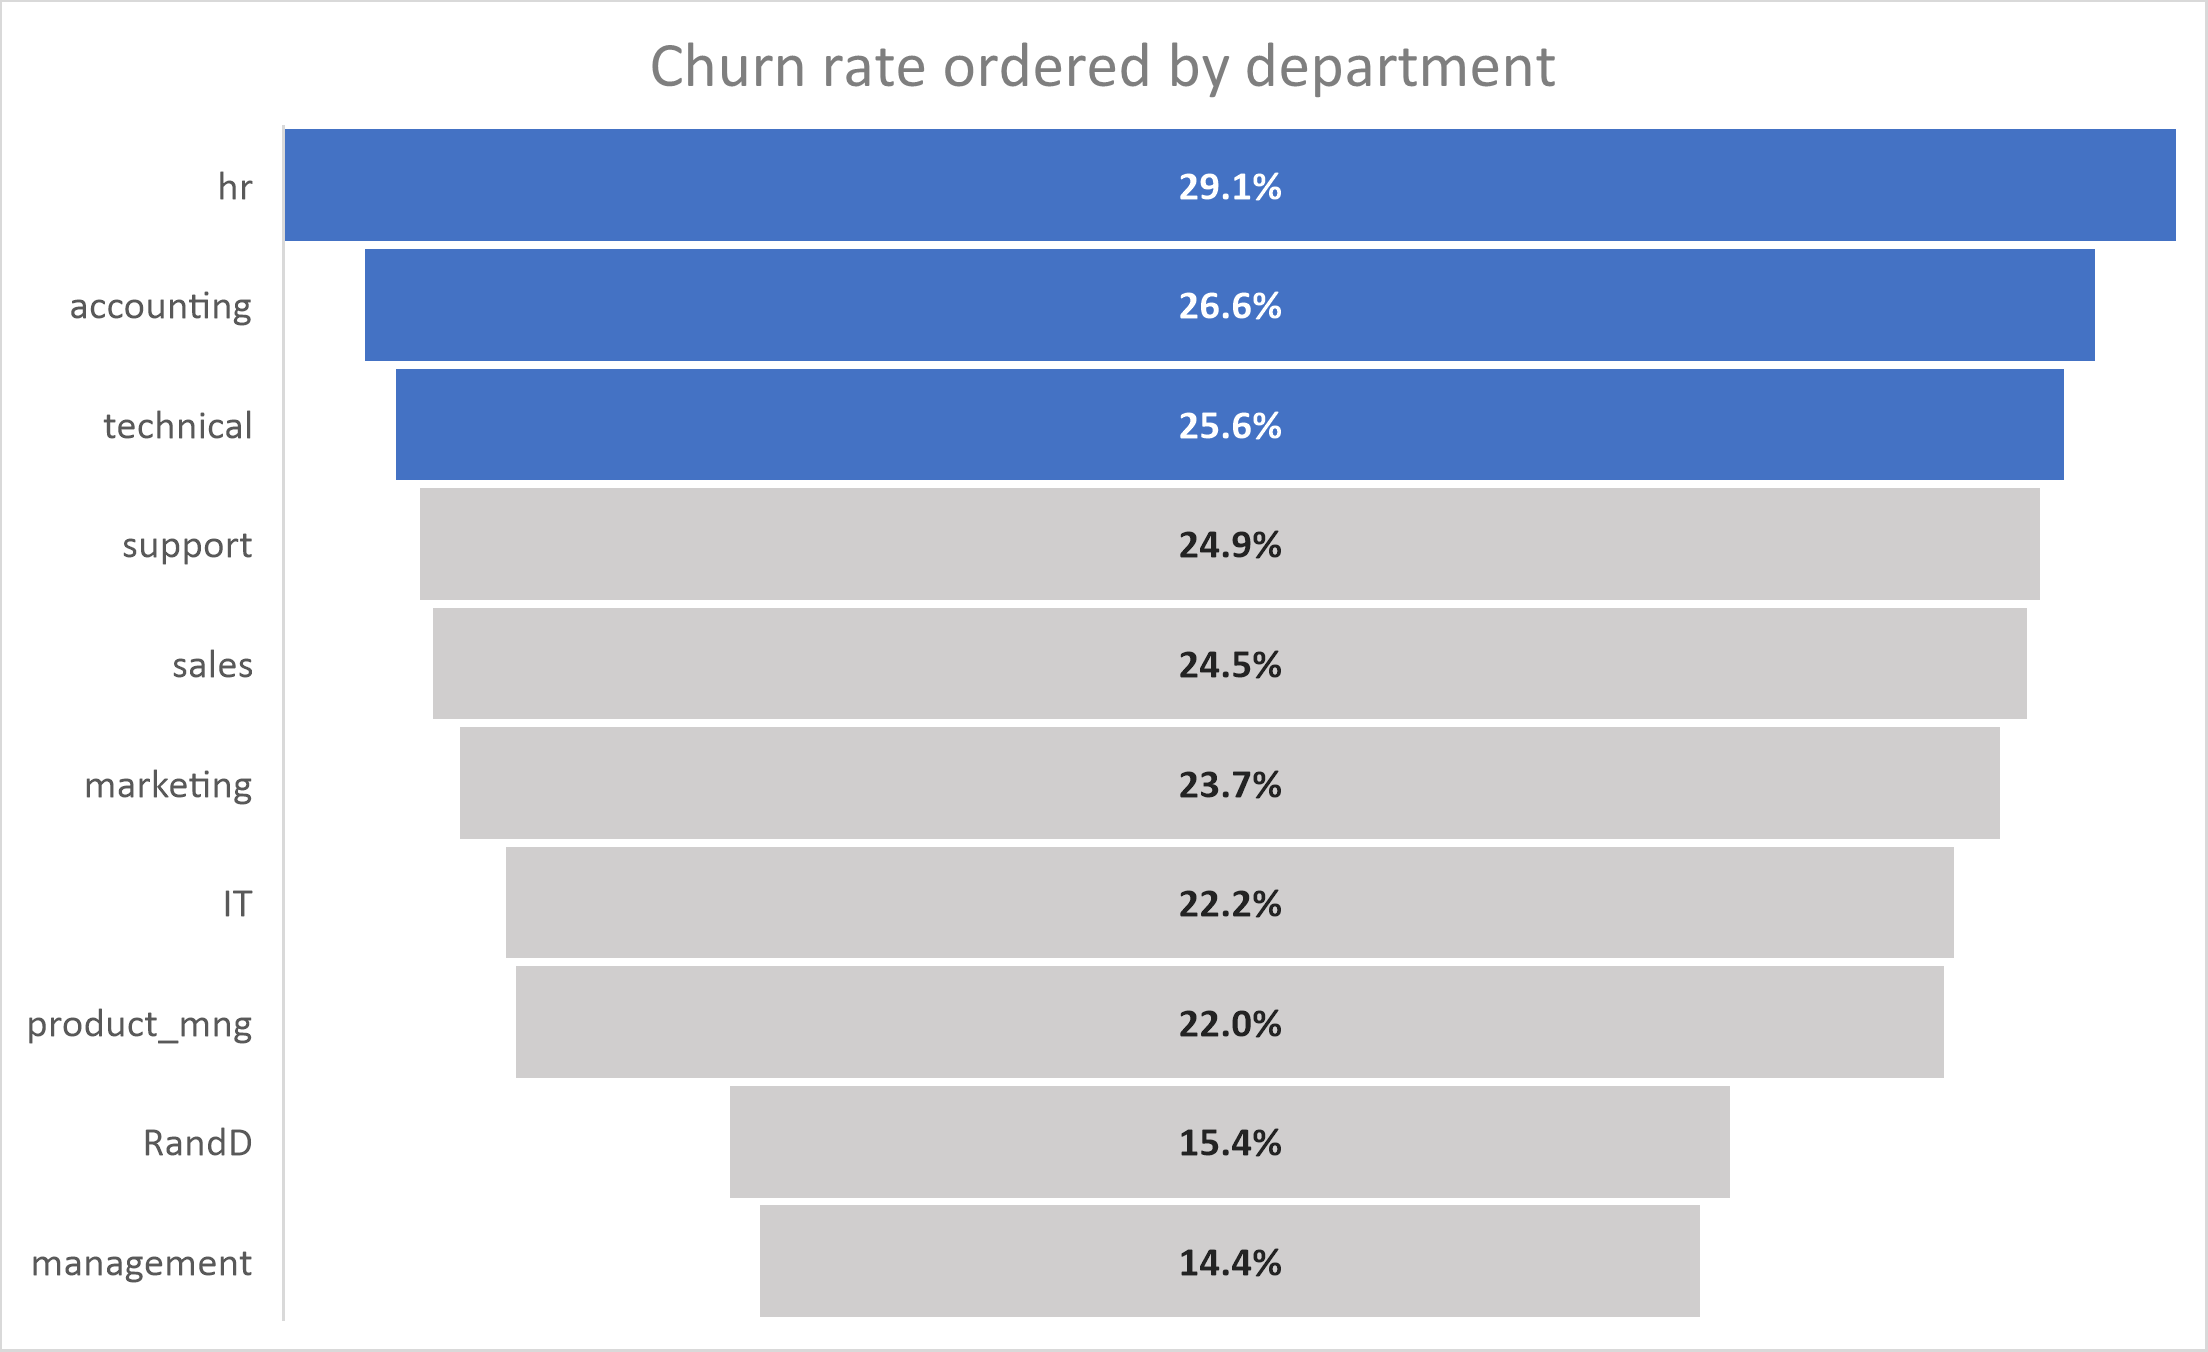 Churn rate ordered by department
hr 29.1%
accounting 26.6%
technical 25.6%
support 24.9%
sales 24.5%
marketing 23.7%
IT 22.2%
product_mng 22.0%
RandD 15.4%
management 14.4%